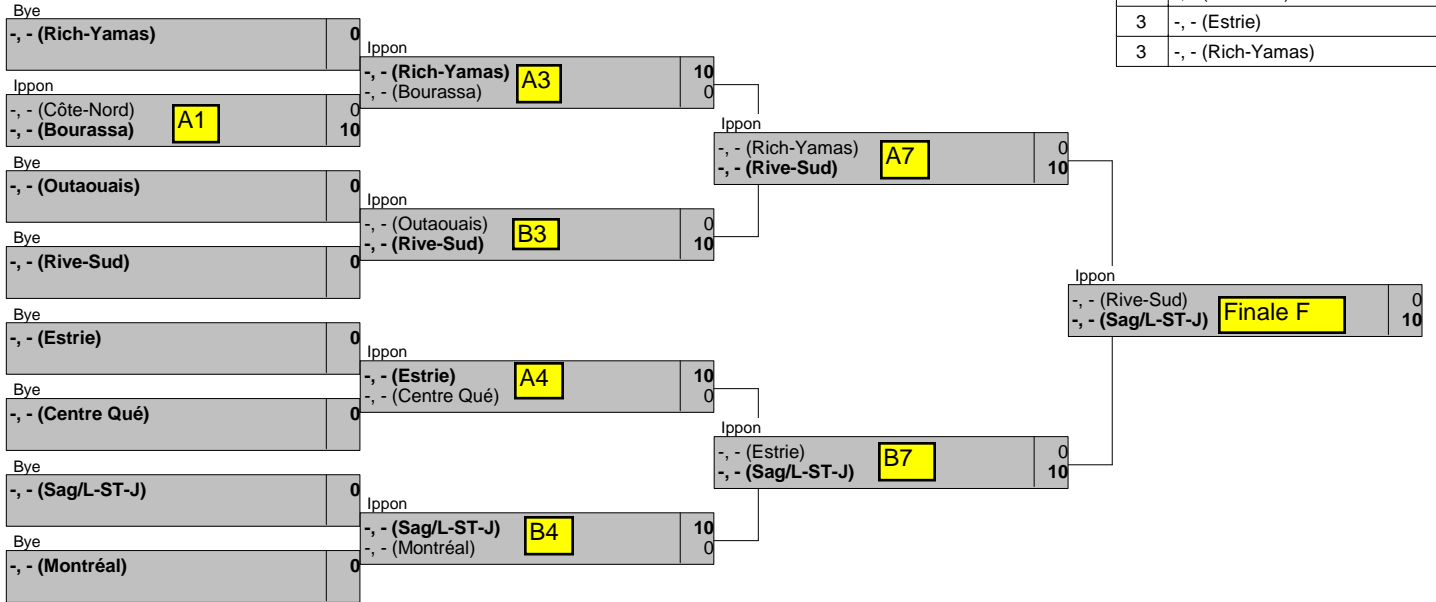 3 -, - (Estrie)
3 -, - (Rich-Yamas)
Bye
-, - (Rich-Yamas) 0
Ippon
-, - (Côte-Nord) 0
-, - (Bourassa) 10
A1
Bye
-, - (Outaouais) 0
Bye
-, - (Rive-Sud) 0
Bye
-, - (Estrie) 0
Bye
-, - (Centre Qué) 0
Bye
-, - (Sag/L-ST-J) 0
Bye
-, - (Montréal) 0
Ippon
-, - (Rich-Yamas) 10
-, - (Bourassa) 0
A3
Ippon
-, - (Outaouais) 0
-, - (Rive-Sud) 10
B3
Ippon
-, - (Estrie) 10
-, - (Centre Qué) 0
A4
Ippon
-, - (Sag/L-ST-J) 10
-, - (Montréal) 0
B4
Ippon
-, - (Rich-Yamas) 0
-, - (Rive-Sud) 10
A7
Ippon
-, - (Estrie) 0
-, - (Sag/L-ST-J) 10
B7
Ippon
-, - (Rive-Sud) 0
-, - (Sag/L-ST-J) 10
Finale F